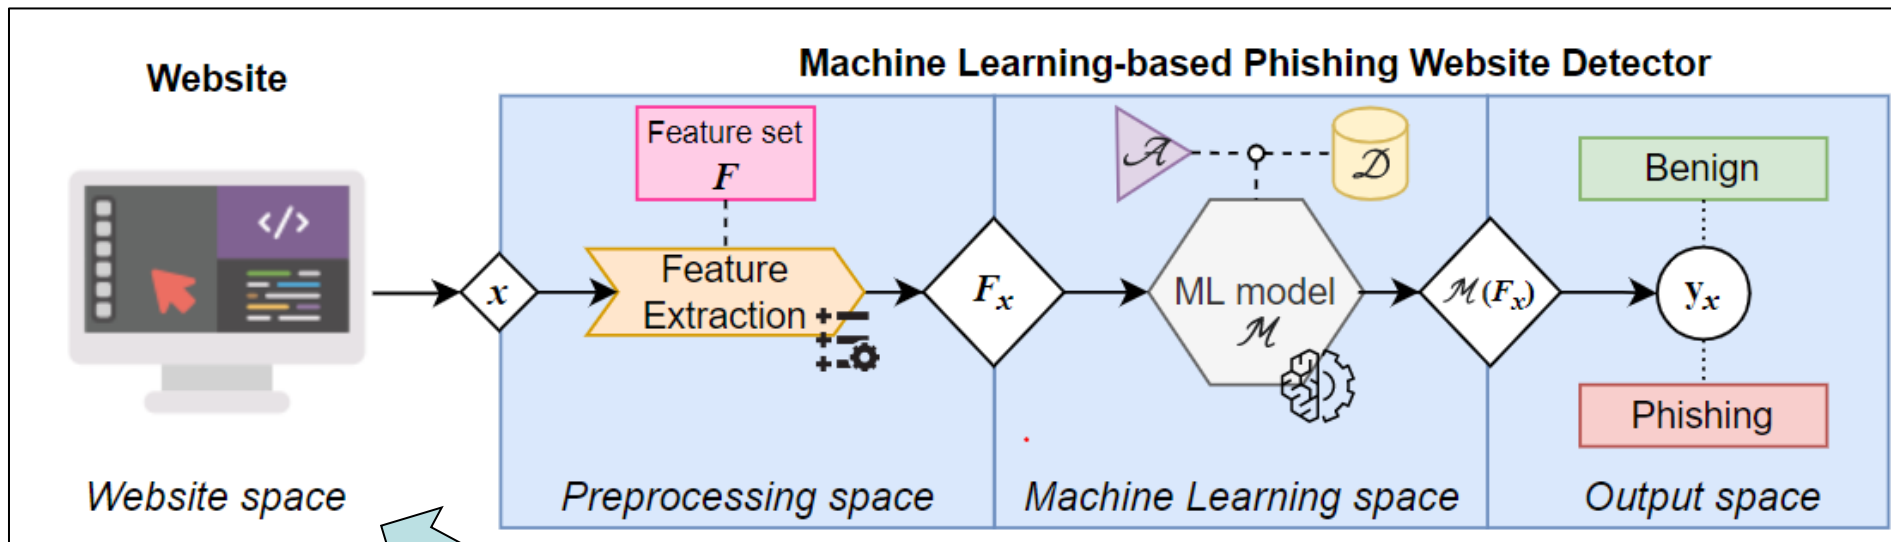 Machine Learning-based Phishing Website Detector
Website
Feature set
F
𝒜
𝒟
Benign
</>
x
Feature
Extraction
Fₓ
ML model
ℳ
ℳ(Fₓ)
yₓ
Phishing
Website space
Preprocessing space
Machine Learning space
Output space